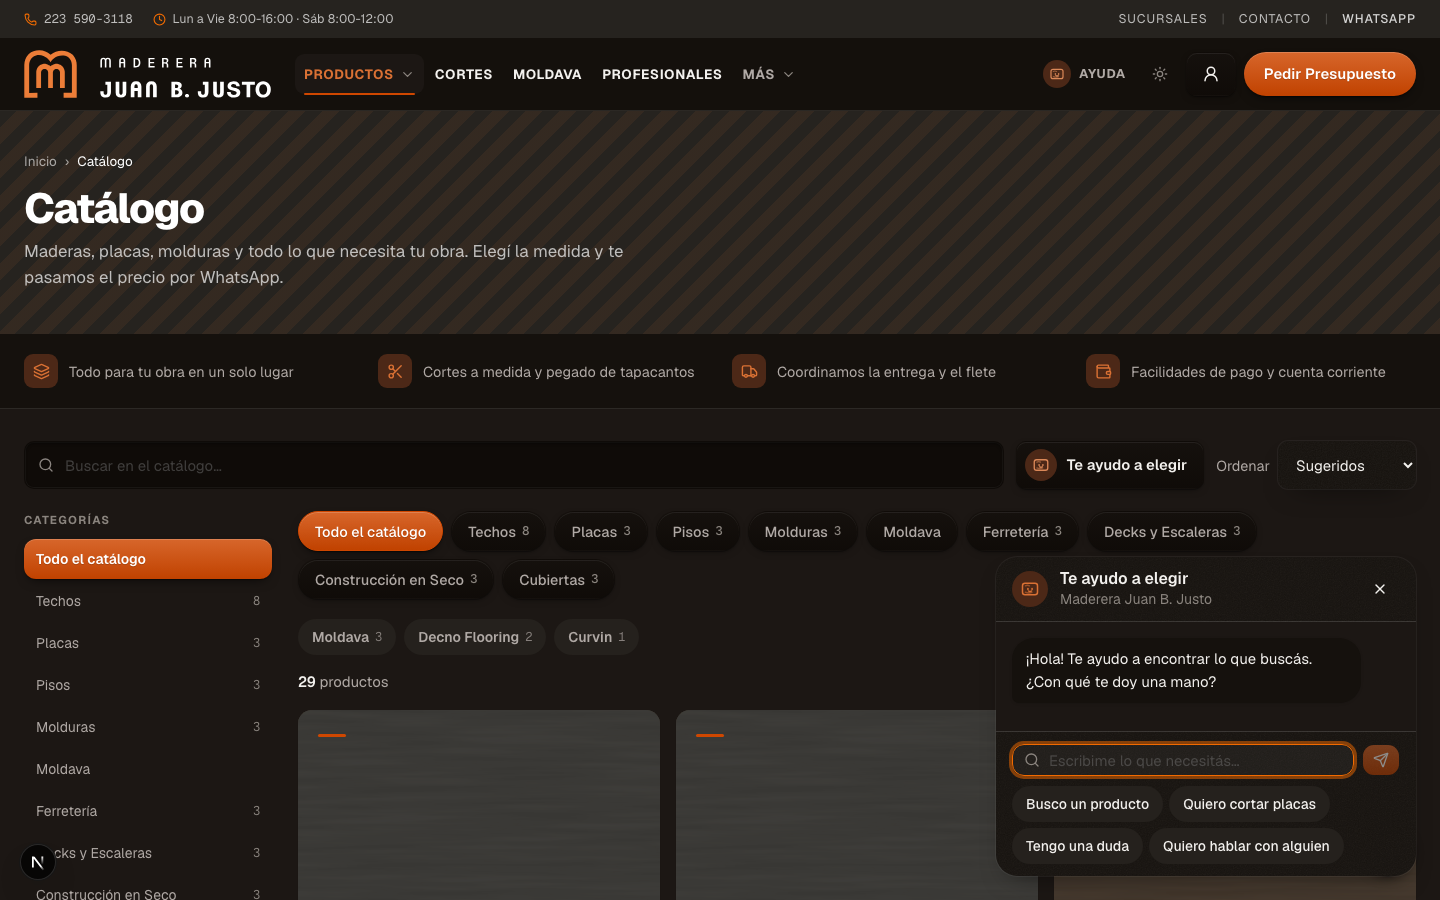 223 590-3118
Lun a Vie 8:00-16:00 · Sáb 8:00-12:00
SUCURSALES
CONTACTO
WHATSAPP
MADERERA
JUAN B. JUSTO
PRODUCTOS
CORTES
MOLDAVA
PROFESIONALES
MÁS
AYUDA
Pedir Presupuesto
Inicio › Catálogo
Catálogo
Maderas, placas, molduras y todo lo que necesita tu obra. Elegí la medida y te
pasamos el precio por WhatsApp.
Todo para tu obra en un solo lugar
Cortes a medida y pegado de tapacantos
Coordinamos la entrega y el flete
Facilidades de pago y cuenta corriente
Buscar en el catálogo...
Te ayudo a elegir
Ordenar
Sugeridos
CATEGORÍAS
Todo el catálogo
Techos 8
Placas 3
Pisos 3
Molduras 3
Moldava
Ferretería 3
cks y Escaleras 3
Construcción en Seco 3
Todo el catálogo
Techos 8
Placas 3
Pisos 3
Molduras 3
Moldava
Ferretería 3
Decks y Escaleras 3
Construcción en Seco 3
Cubiertas 3
Moldava 3
Decno Flooring 2
Curvin 1
29 productos
Te ayudo a elegir
Maderera Juan B. Justo
¡Hola! Te ayudo a encontrar lo que buscás.
¿Con qué te doy una mano?
Escribime lo que necesitás...
Busco un producto
Quiero cortar placas
Tengo una duda
Quiero hablar con alguien
N